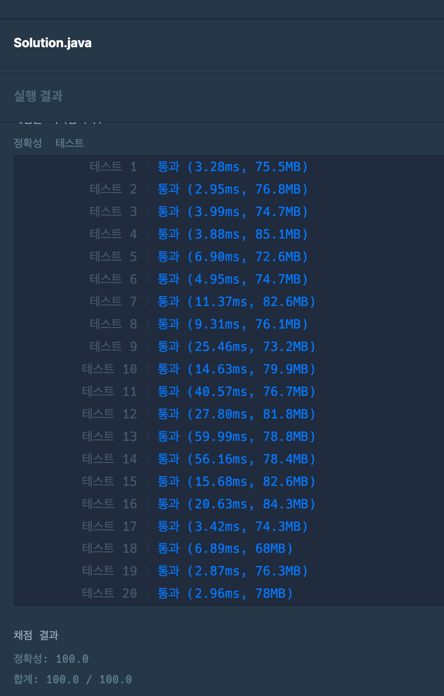 Solution.java
실행 결과
정확성 테스트
테스트 1 〉 통과 (3.28ms, 75.5MB)
테스트 2 〉 통과 (2.95ms, 76.8MB)
테스트 3 〉 통과 (3.99ms, 74.7MB)
테스트 4 〉 통과 (3.88ms, 85.1MB)
테스트 5 〉 통과 (6.90ms, 72.6MB)
테스트 6 〉 통과 (4.95ms, 74.7MB)
테스트 7 〉 통과 (11.37ms, 82.6MB)
테스트 8 〉 통과 (9.31ms, 76.1MB)
테스트 9 〉 통과 (25.46ms, 73.2MB)
테스트 10 〉 통과 (14.63ms, 79.9MB)
테스트 11 〉 통과 (40.57ms, 76.7MB)
테스트 12 〉 통과 (27.80ms, 81.8MB)
테스트 13 〉 통과 (59.99ms, 78.8MB)
테스트 14 〉 통과 (56.16ms, 78.4MB)
테스트 15 〉 통과 (15.68ms, 82.6MB)
테스트 16 〉 통과 (20.63ms, 84.3MB)
테스트 17 〉 통과 (3.42ms, 74.3MB)
테스트 18 〉 통과 (6.89ms, 68MB)
테스트 19 〉 통과 (2.87ms, 76.3MB)
테스트 20 〉 통과 (2.96ms, 78MB)
채점 결과
정확성: 100.0
합계: 100.0 / 100.0